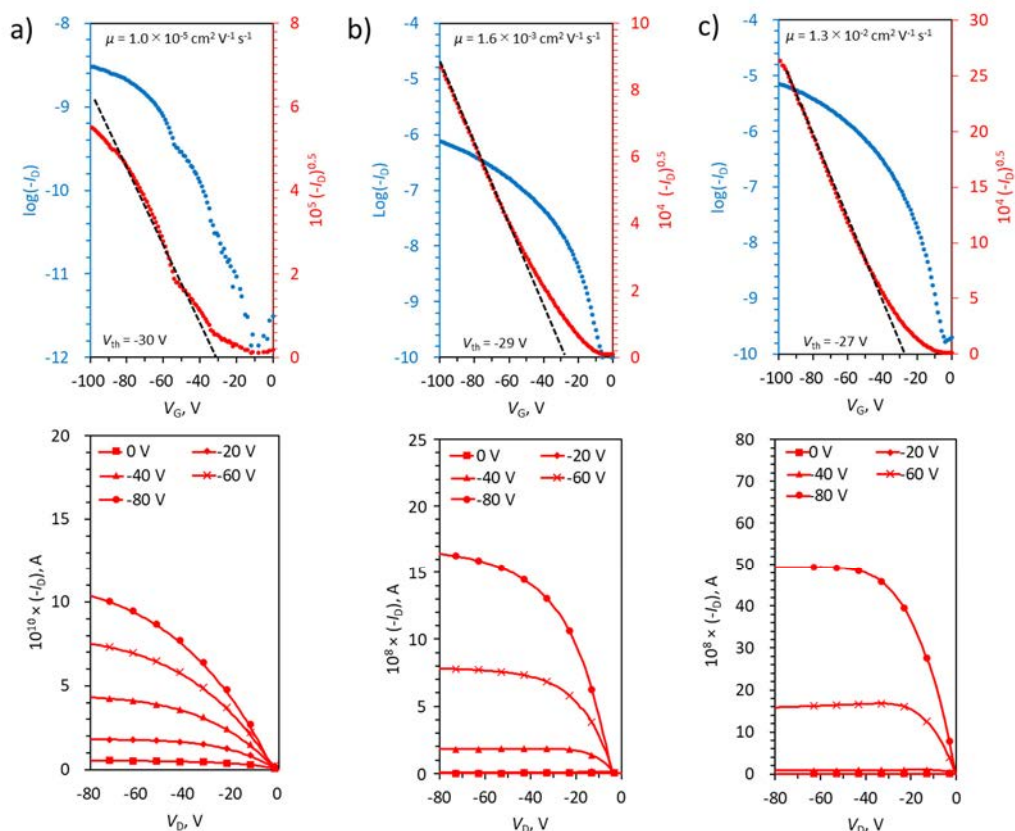 a)
μ = 1.0 × 10⁻⁵ cm² V⁻¹ s⁻¹
log(-I_D)
-8
-9
-10
-11
-12
10⁵ (-I_D)^0.5
8
6
4
2
0
V_th = -30 V
-100 -80 -60 -40 -20 0
V_G, V
b)
μ = 1.6 × 10⁻³ cm² V⁻¹ s⁻¹
Log(-I_D)
-4
-5
-6
-7
-8
-9
-10
10⁴ (-I_D)^0.5
10
8
6
4
2
0
V_th = -29 V
-100 -80 -60 -40 -20 0
V_G, V
c)
μ = 1.3 × 10⁻² cm² V⁻¹ s⁻¹
log(-I_D)
-4
-5
-6
-7
-8
-9
-10
10⁴ (-I_D)^0.5
30
25
20
15
10
5
0
V_th = -27 V
-100 -80 -60 -40 -20 0
V_G, V
10¹⁰ × (-I_D), A
20
15
10
5
0
0 V -20 V
-40 V -60 V
-80 V
-80 -60 -40 -20 0
V_D, V
10⁸ × (-I_D), A
25
20
15
10
5
0
0 V -20 V
-40 V -60 V
-80 V
-80 -60 -40 -20 0
V_D, V
10⁸ × (-I_D), A
80
70
60
50
40
30
20
10
0
0 V -20 V
-40 V -60 V
-80 V
-80 -60 -40 -20 0
V_D, V